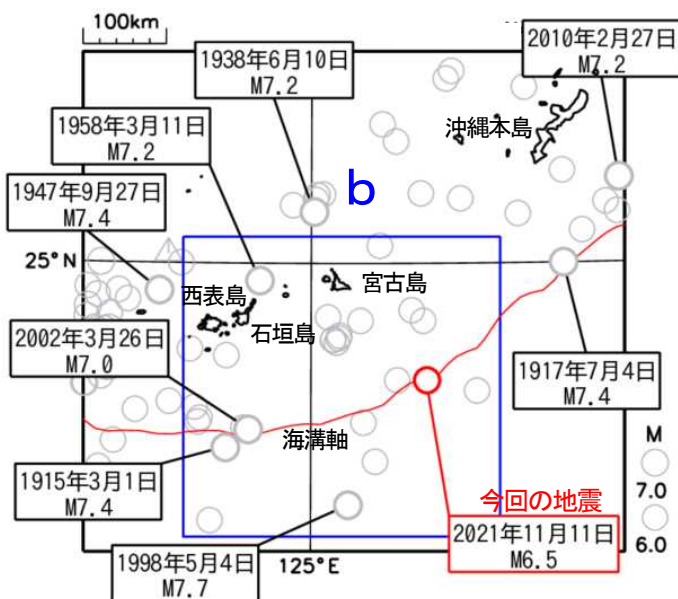 100km
1938年6月10日
M7.2
2010年2月27日
M7.2
沖縄本島
1958年3月11日
M7.2
b
1947年9月27日
M7.4
25°N
宮古島
西表島
石垣島
2002年3月26日
M7.0
1917年7月4日
M7.4
海溝軸
M
7.0
6.0
1915年3月1日
M7.4
今回の地震
2021年11月11日
M6.5
1998年5月4日
M7.7
125°E